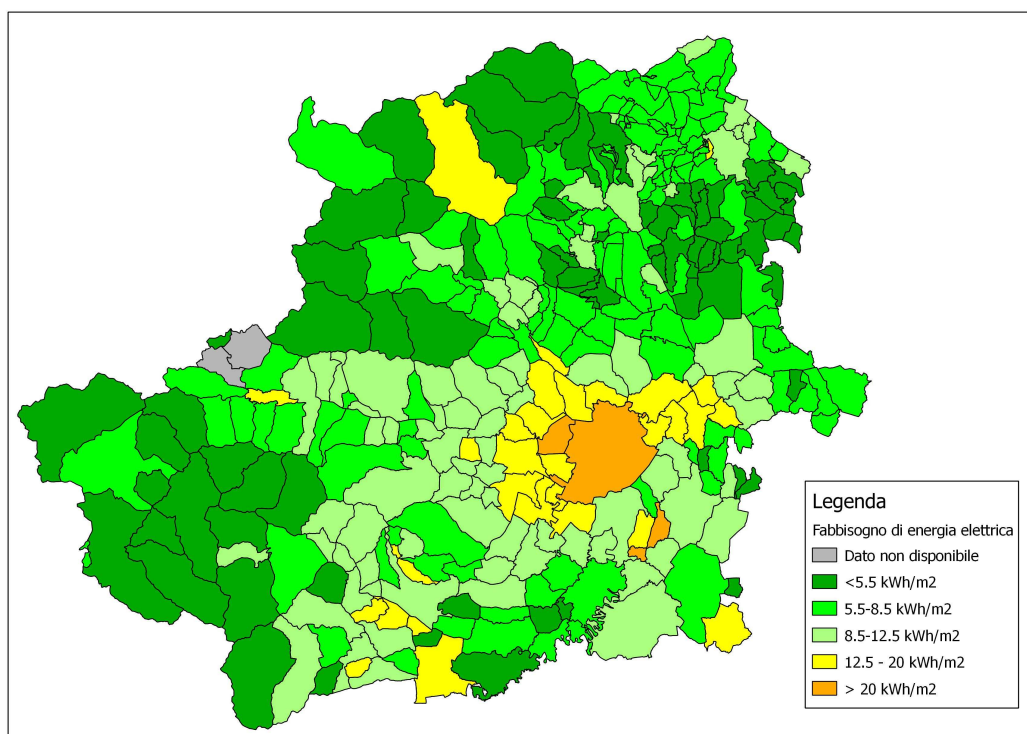 Legenda
Fabbisogno di energia elettrica
Dato non disponibile
<5.5 kWh/m2
5.5-8.5 kWh/m2
8.5-12.5 kWh/m2
12.5 - 20 kWh/m2
> 20 kWh/m2